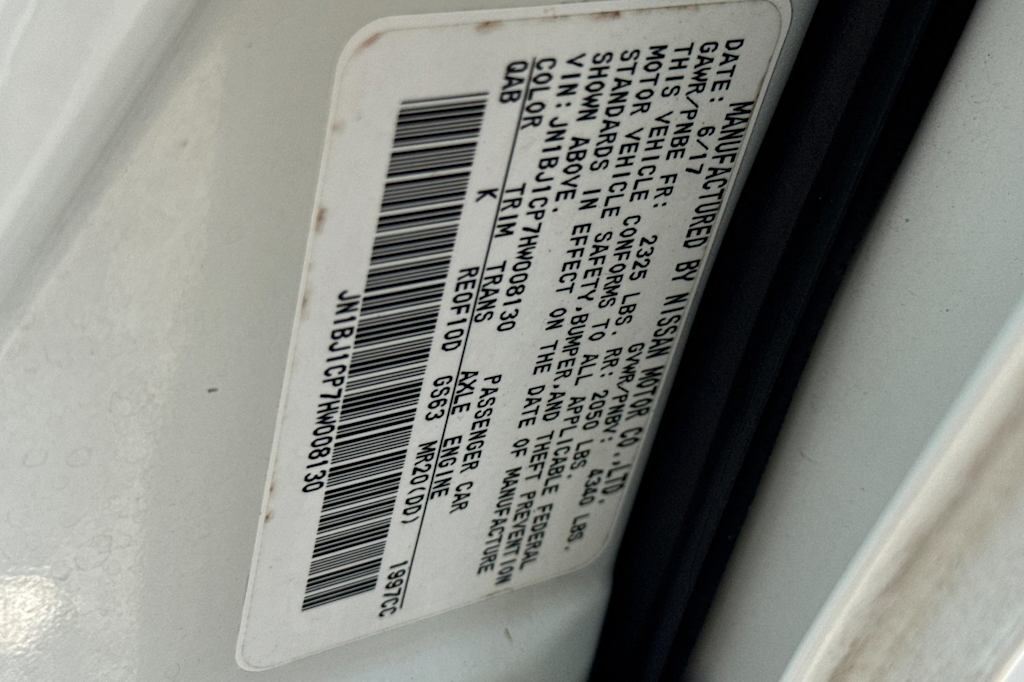 MANUFACTURED BY NISSAN MOTOR CO.,LTD.
DATE: 6/17 GVWR/PNBV: 4340 LBS.
GAWR/PNBE FR: 2325 LBS. RR: 2050 LBS.
THIS VEHICLE CONFORMS TO ALL APPLICABLE FEDERAL
MOTOR VEHICLE SAFETY,BUMPER,AND THEFT PREVENTION
STANDARDS IN EFFECT ON THE DATE OF MANUFACTURE
SHOWN ABOVE.
VIN: JN1BJ1CP7HW008130 PASSENGER CAR
COLOR TRIM TRANS AXLE ENGINE
QAB K RE0F10D GS63 MR20(DD) 1997CC
JN1BJ1CP7HW008130